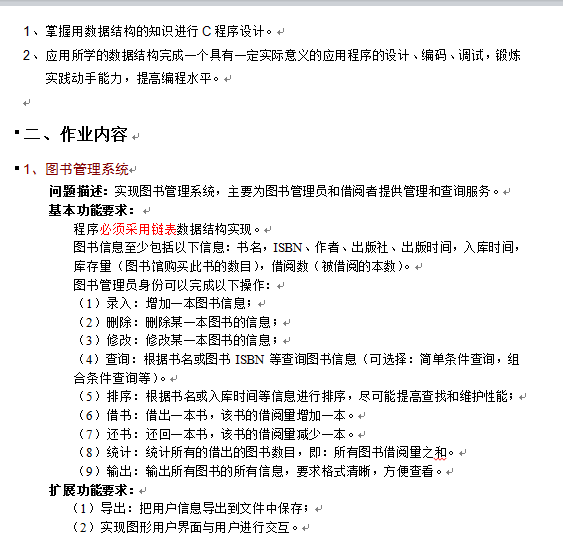 1、掌握用数据结构的知识进行 C 程序设计。
2、应用所学的数据结构完成一个具有一定实际意义的应用程序的设计、编码、调试，锻炼
实践动手能力，提高编程水平。
二、作业内容
1、图书管理系统
问题描述：实现图书管理系统，主要为图书管理员和借阅者提供管理和查询服务。
基本功能要求：
程序必须采用链表数据结构实现。
图书信息至少包括以下信息：书名，ISBN、作者、出版社、出版时间，入库时间，
库存量（图书馆购买此书的数目），借阅数（被借阅的本数）。
图书管理员身份可以完成以下操作：
（1）录入：增加一本图书信息；
（2）删除：删除某一本图书的信息；
（3）修改：修改某一本图书的信息；
（4）查询：根据书名或图书 ISBN 等查询图书信息（可选择：简单条件查询，组
合条件查询等）。
（5）排序：根据书名或入库时间等信息进行排序，尽可能提高查找和维护性能；
（6）借书：借出一本书，该书的借阅量增加一本。
（7）还书：还回一本书，该书的借阅量减少一本。
（8）统计：统计所有的借出的图书数目，即：所有图书借阅量之和。
（9）输出：输出所有图书的所有信息，要求格式清晰，方便查看。
扩展功能要求：
（1）导出：把用户信息导出到文件中保存；
（2）实现图形用户界面与用户进行交互。